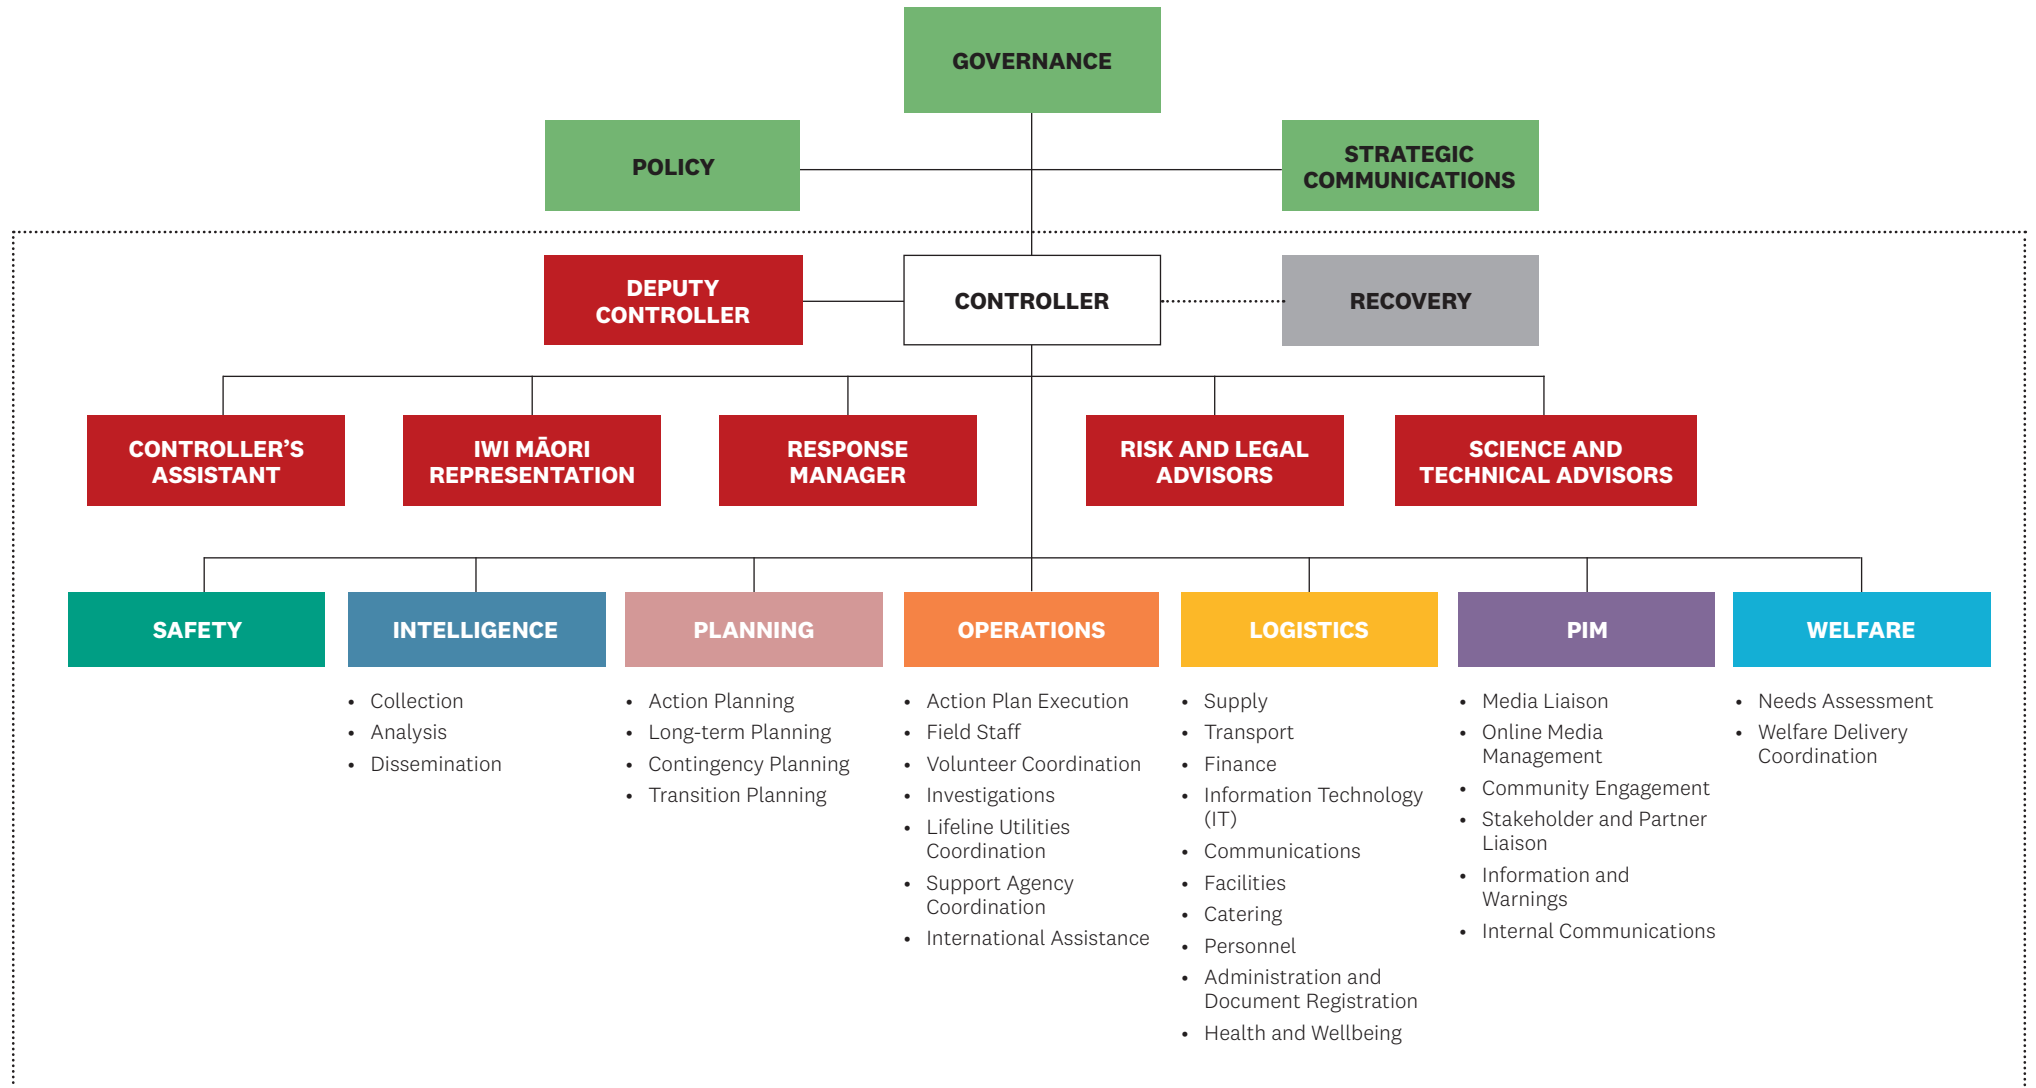 GOVERNANCE
POLICY
STRATEGIC
COMMUNICATIONS
DEPUTY
CONTROLLER
CONTROLLER
RECOVERY
CONTROLLER’S
ASSISTANT
IWI MĀORI
REPRESENTATION
RESPONSE
MANAGER
RISK AND LEGAL
ADVISORS
SCIENCE AND
TECHNICAL ADVISORS
SAFETY
INTELLIGENCE
• Collection
• Analysis
• Dissemination
PLANNING
• Action Planning
• Long-term Planning
• Contingency Planning
• Transition Planning
OPERATIONS
• Action Plan Execution
• Field Staff
• Volunteer Coordination
• Investigations
• Lifeline Utilities
Coordination
• Support Agency
Coordination
• International Assistance
LOGISTICS
• Supply
• Transport
• Finance
• Information Technology
(IT)
• Communications
• Facilities
• Catering
• Personnel
• Administration and
Document Registration
• Health and Wellbeing
PIM
• Media Liaison
• Online Media
Management
• Community Engagement
• Stakeholder and Partner
Liaison
• Information and
Warnings
• Internal Communications
WELFARE
• Needs Assessment
• Welfare Delivery
Coordination